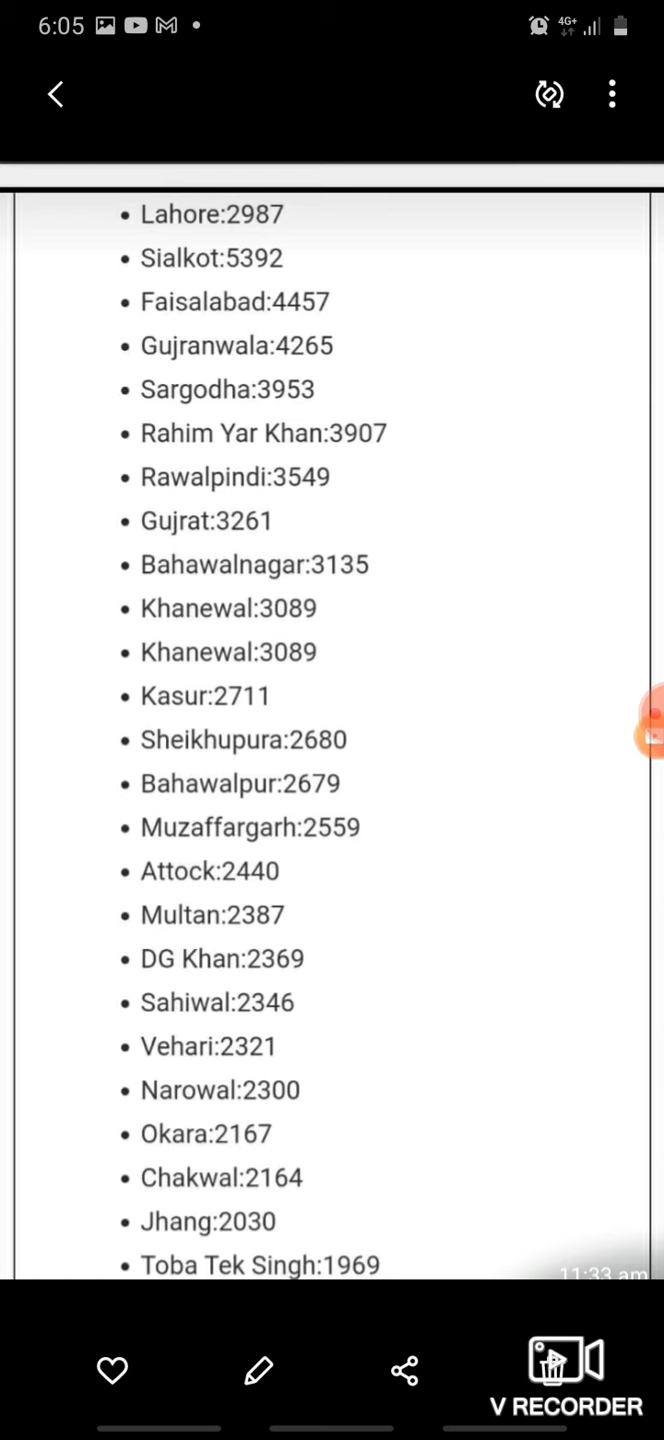 6:05
4G+
Lahore:2987
Sialkot:5392
Faisalabad:4457
Gujranwala:4265
Sargodha:3953
Rahim Yar Khan:3907
Rawalpindi:3549
Gujrat:3261
Bahawalnagar:3135
Khanewal:3089
Khanewal:3089
Kasur:2711
Sheikhupura:2680
Bahawalpur:2679
Muzaffargarh:2559
Attock:2440
Multan:2387
DG Khan:2369
Sahiwal:2346
Vehari:2321
Narowal:2300
Okara:2167
Chakwal:2164
Jhang:2030
Toba Tek Singh:1969
11:33 am
V RECORDER